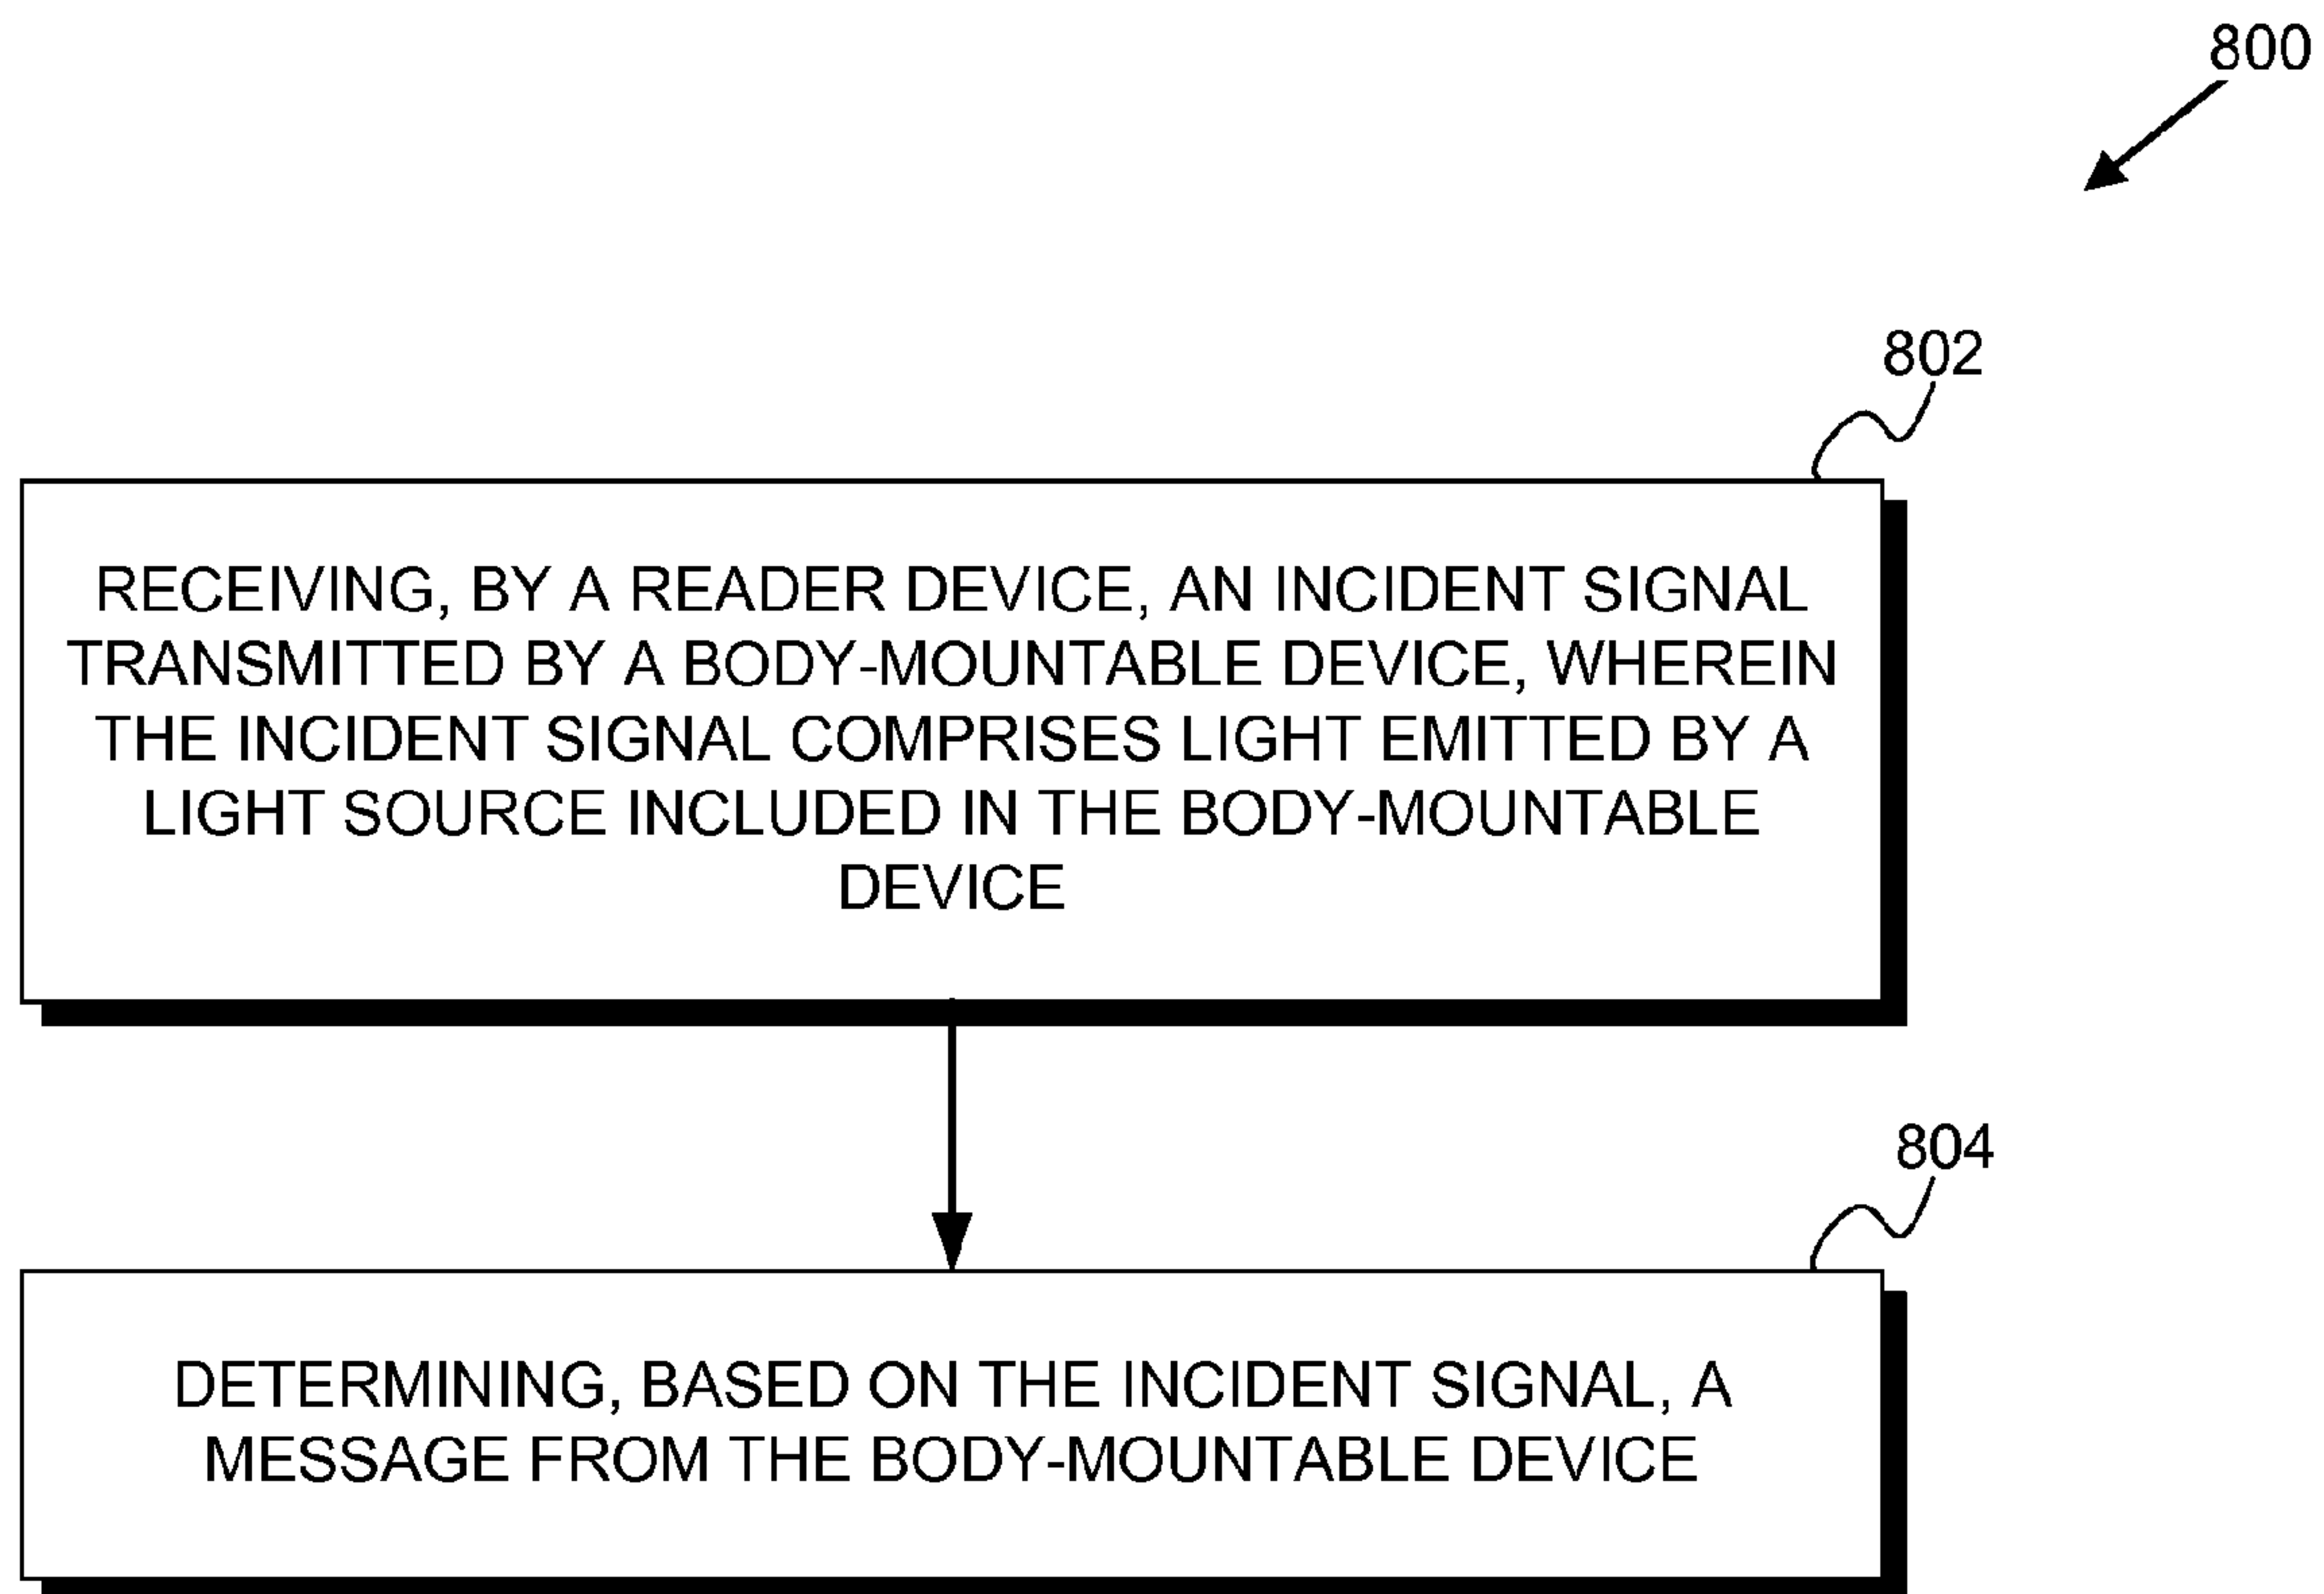 800
802
RECEIVING, BY A READER DEVICE, AN INCIDENT SIGNAL
TRANSMITTED BY A BODY-MOUNTABLE DEVICE, WHEREIN
THE INCIDENT SIGNAL COMPRISES LIGHT EMITTED BY A
LIGHT SOURCE INCLUDED IN THE BODY-MOUNTABLE
DEVICE
804
DETERMINING, BASED ON THE INCIDENT SIGNAL, A
MESSAGE FROM THE BODY-MOUNTABLE DEVICE